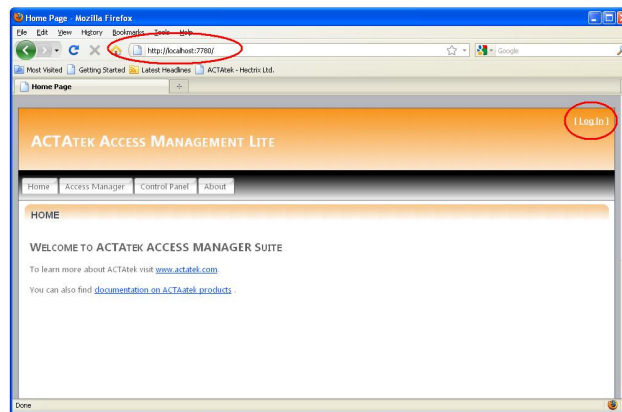 Home Page - Mozilla Firefox
File Edit View History Bookmarks Tools Help
http://localhost:7780/
Google
Most Visited Getting Started Latest Headlines ACTAtek - Hectrix Ltd.
Home Page
[ Log In ]
ACTATEK ACCESS MANAGEMENT LITE
Home Access Manager Control Panel About
HOME
WELCOME TO ACTATEK ACCESS MANAGER SUITE
To learn more about ACTAtek visit www.actatek.com.
You can also find documentation on ACTAatek products .
Done